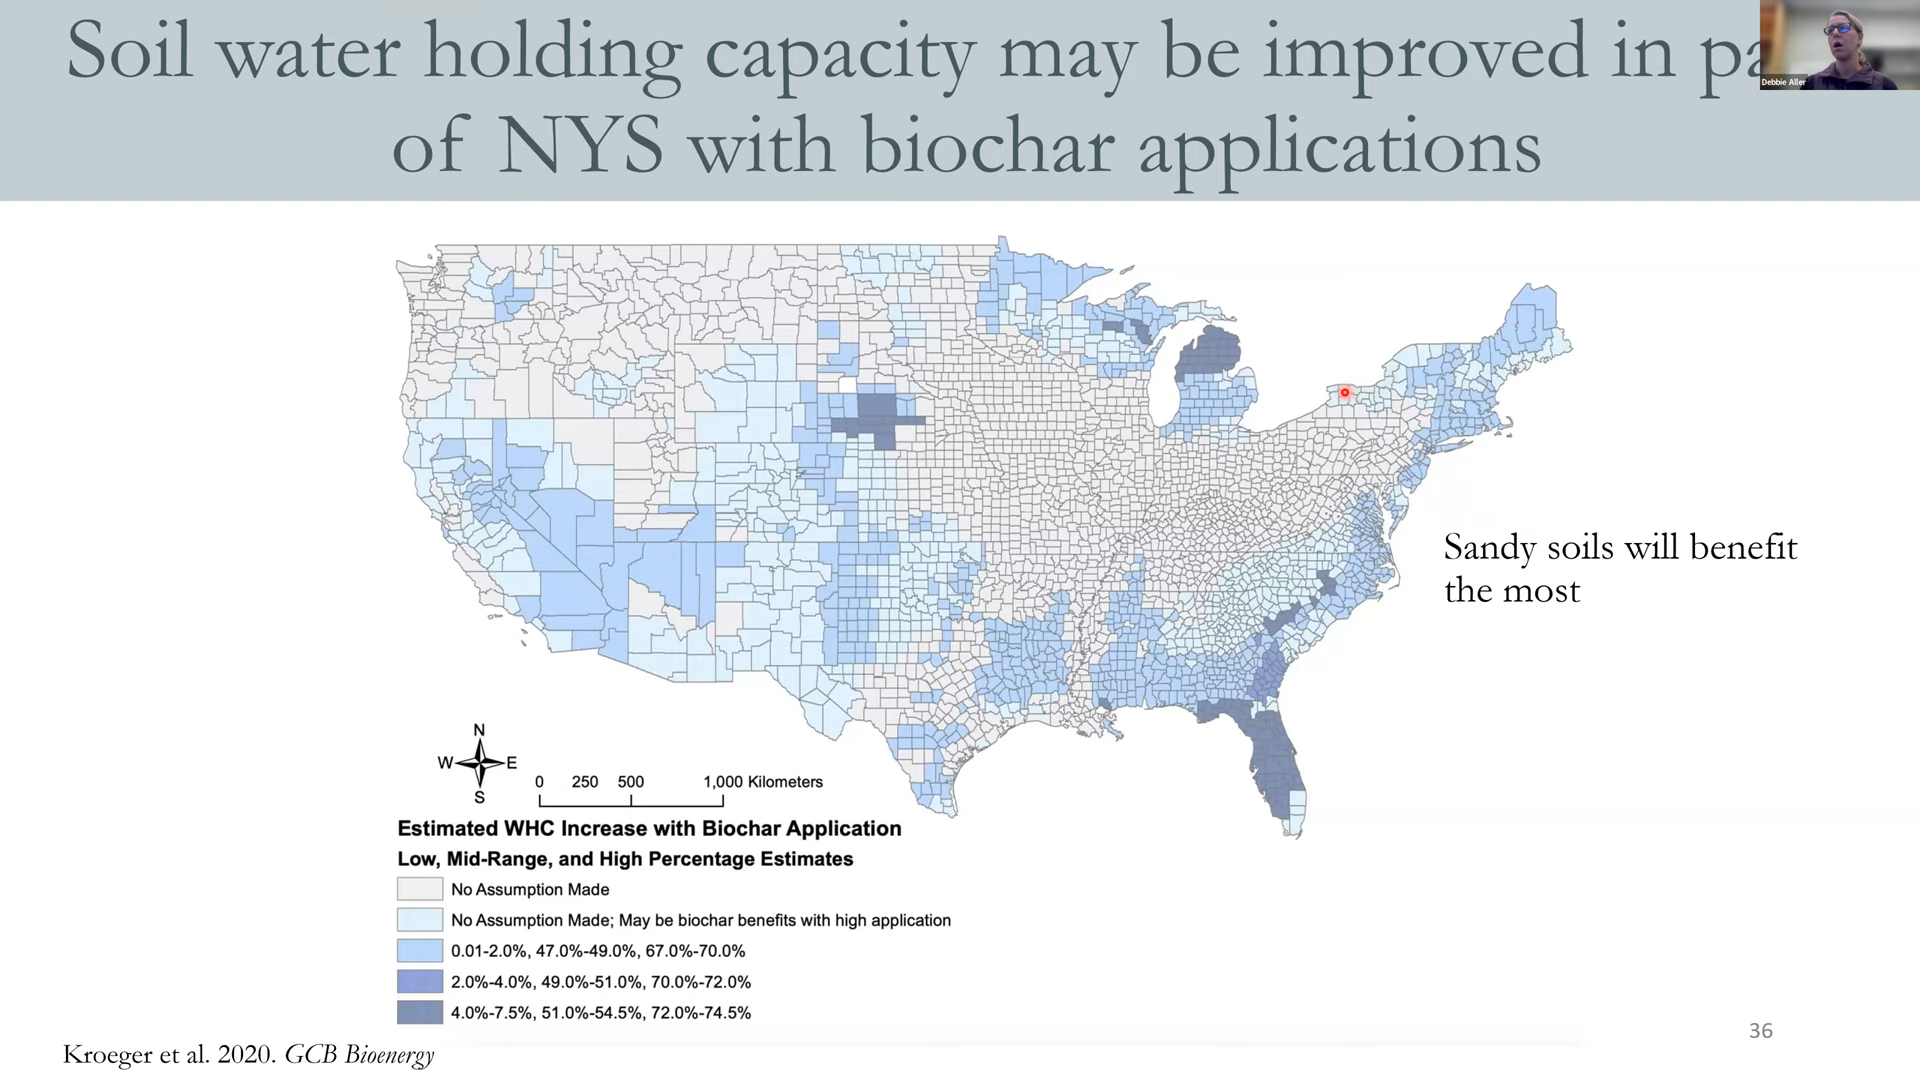 Soil water holding capacity may be improved in pa
of NYS with biochar applications
Debbie Aller
Sandy soils will benefit
the most
N
W E
S
0 250 500 1,000 Kilometers
Estimated WHC Increase with Biochar Application
Low, Mid-Range, and High Percentage Estimates
No Assumption Made
No Assumption Made; May be biochar benefits with high application
0.01-2.0%, 47.0%-49.0%, 67.0%-70.0%
2.0%-4.0%, 49.0%-51.0%, 70.0%-72.0%
4.0%-7.5%, 51.0%-54.5%, 72.0%-74.5%
36
Kroeger et al. 2020. GCB Bioenergy